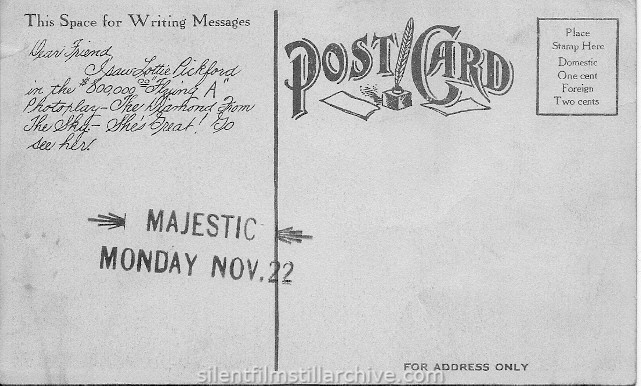 This Space for Writing Messages
Dear Friend
I saw Lottie Pickford
in the $800,000.00 "Flying A"
Photoplay - The Diamond From
The Sky - She's Great! Go
see her!
MAJESTIC
MONDAY NOV. 22
POST CARD
Place
Stamp Here
Domestic
One cent
Foreign
Two cents
FOR ADDRESS ONLY
silentfilmstillarchive.com